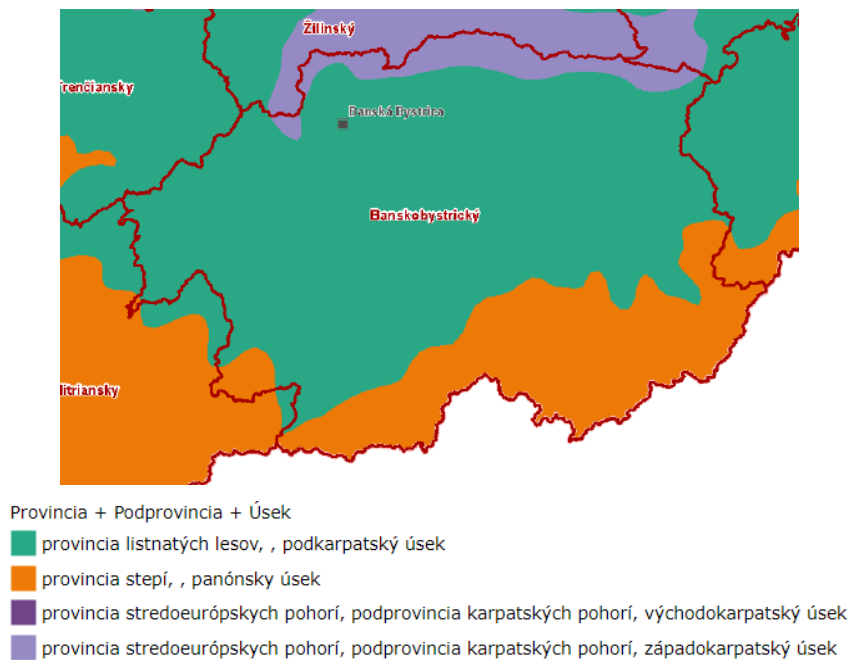 Žilinský
Trenčiansky
Banská Bystrica
Banskobystrický
Nitriansky
Provincia + Podprovincia + Úsek
provincia listnatých lesov, , podkarpatský úsek
provincia stepí, , panónsky úsek
provincia stredoeurópskych pohorí, podprovincia karpatských pohorí, východokarpatský úsek
provincia stredoeurópskych pohorí, podprovincia karpatských pohorí, západokarpatský úsek